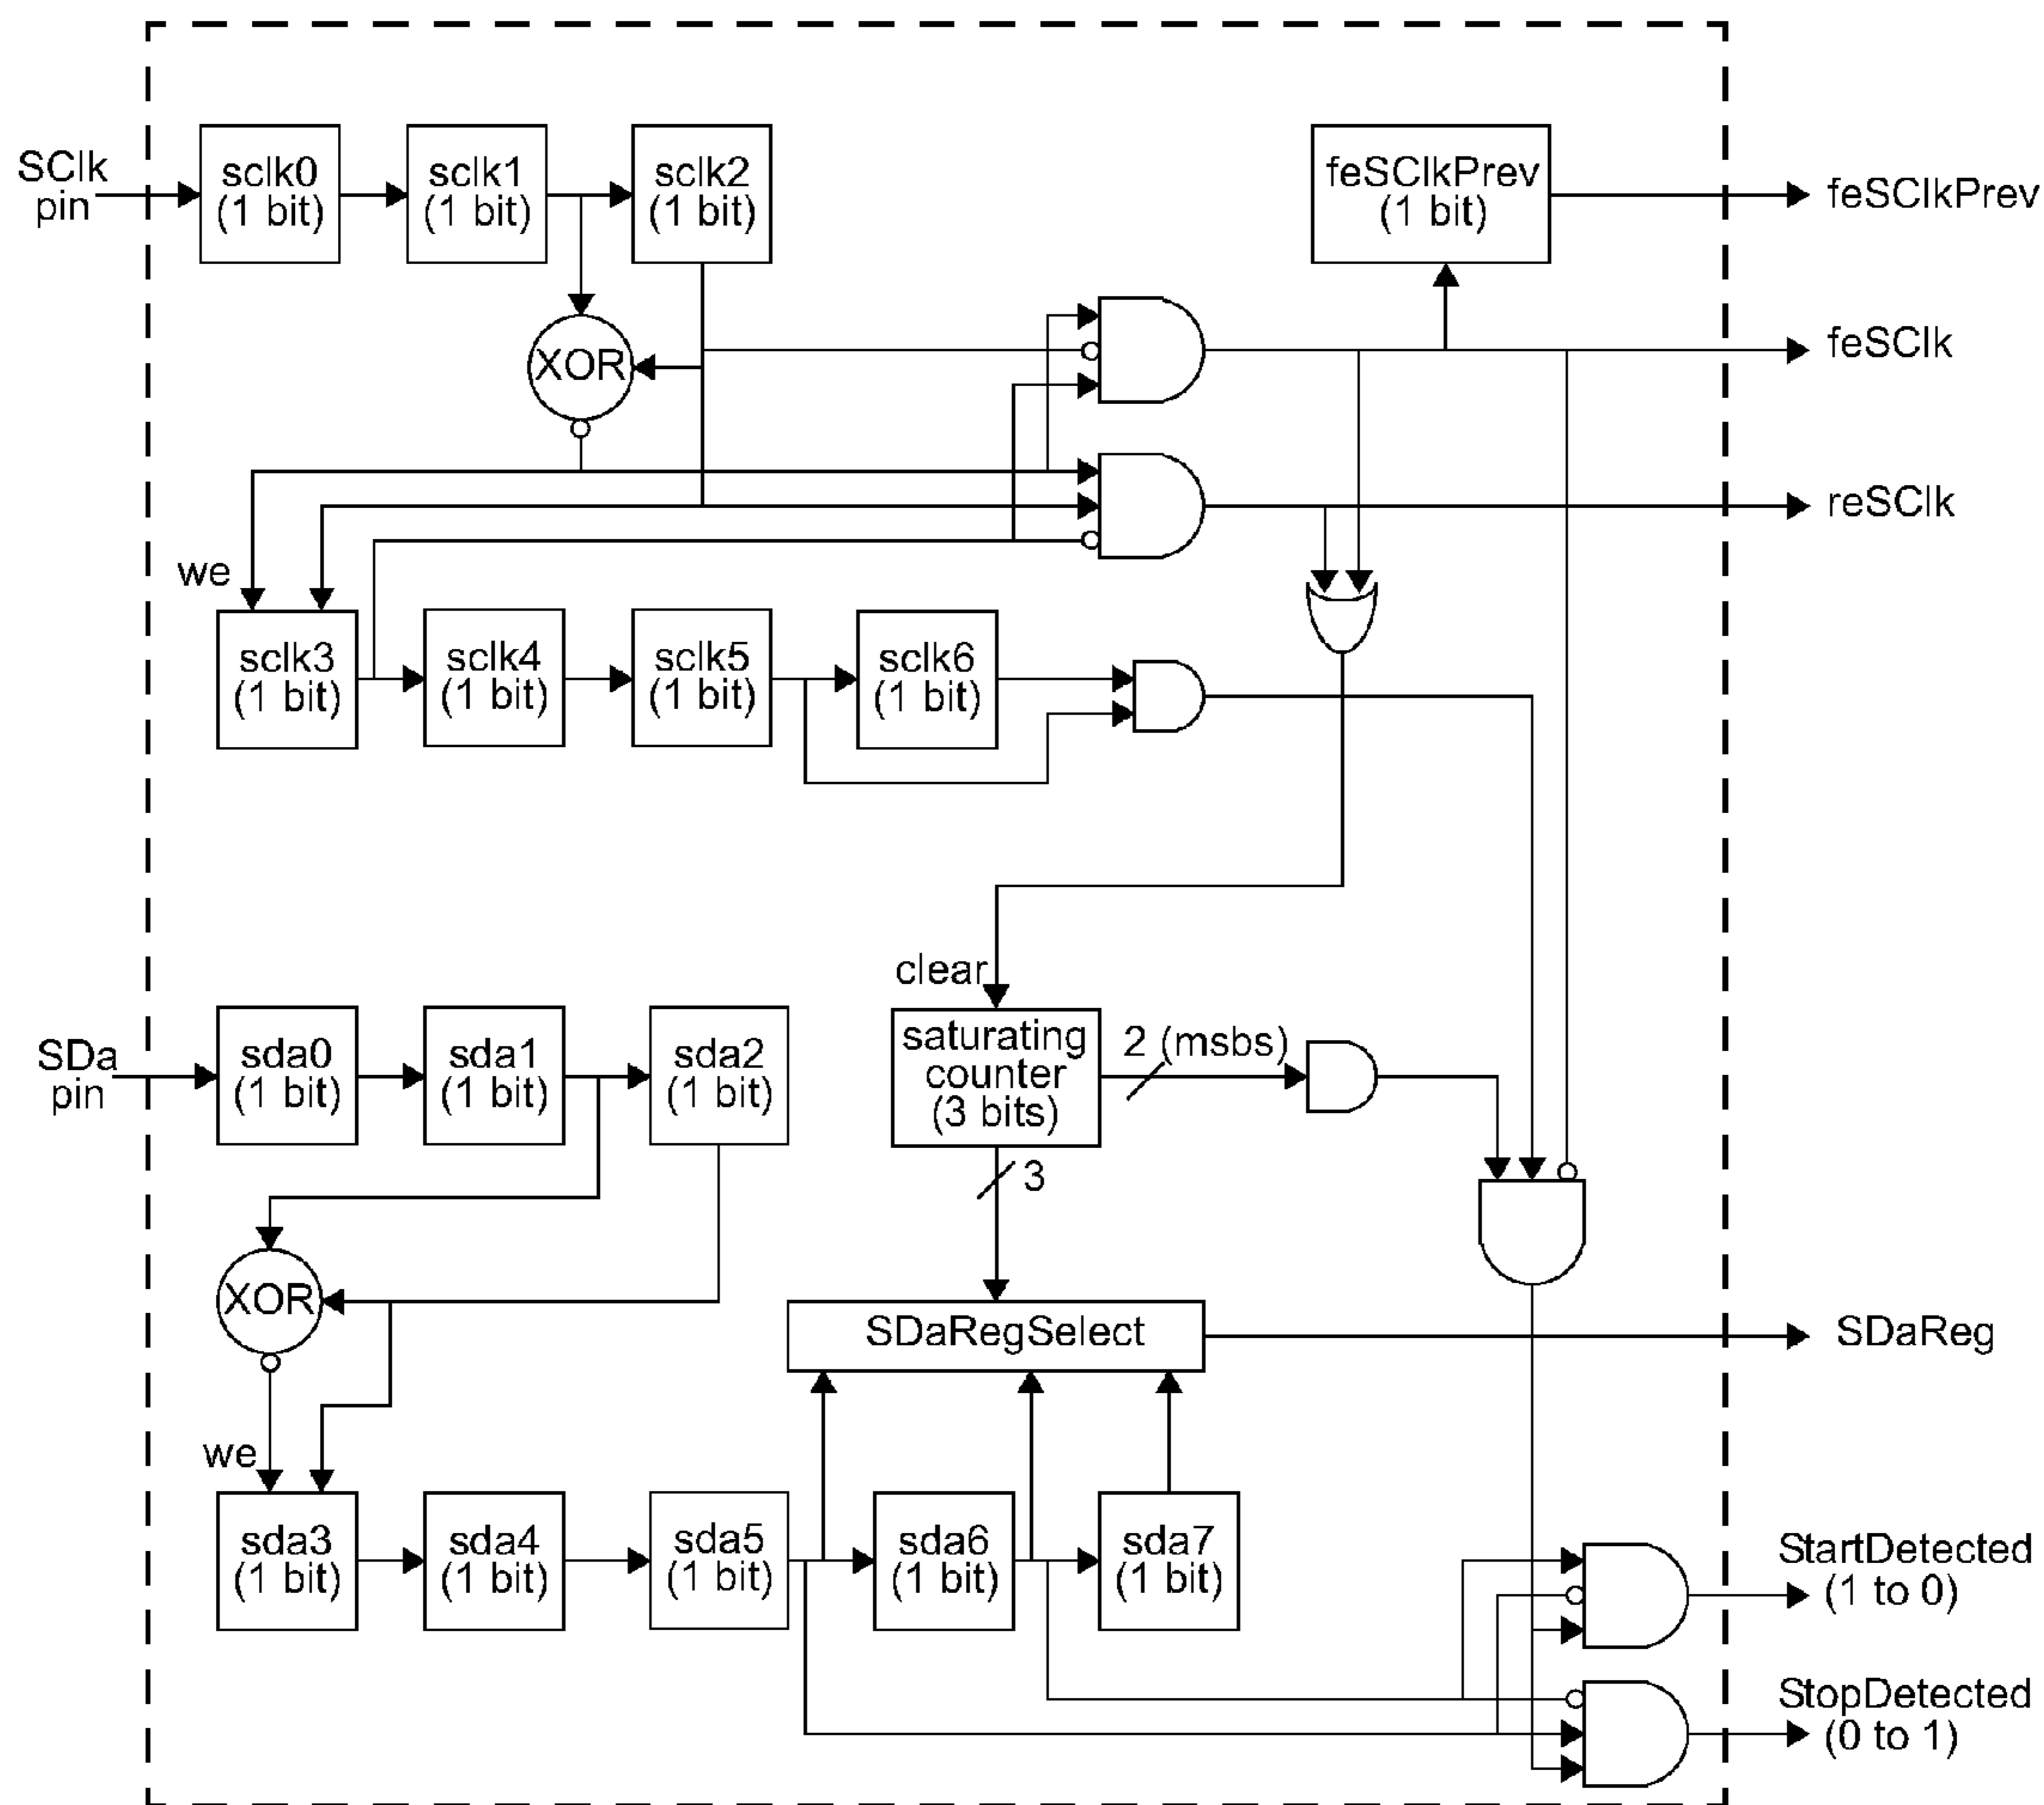 SClk
pin
sclk0
(1 bit)
sclk1
(1 bit)
sclk2
(1 bit)
feSClkPrev
(1 bit)
feSClkPrev
XOR
feSClk
reSClk
we
sclk3
(1 bit)
sclk4
(1 bit)
sclk5
(1 bit)
sclk6
(1 bit)
clear
SDa
pin
sda0
(1 bit)
sda1
(1 bit)
sda2
(1 bit)
saturating
counter
(3 bits)
2 (msbs)
3
XOR
SDaRegSelect
SDaReg
we
sda3
(1 bit)
sda4
(1 bit)
sda5
(1 bit)
sda6
(1 bit)
sda7
(1 bit)
StartDetected
(1 to 0)
StopDetected
(0 to 1)